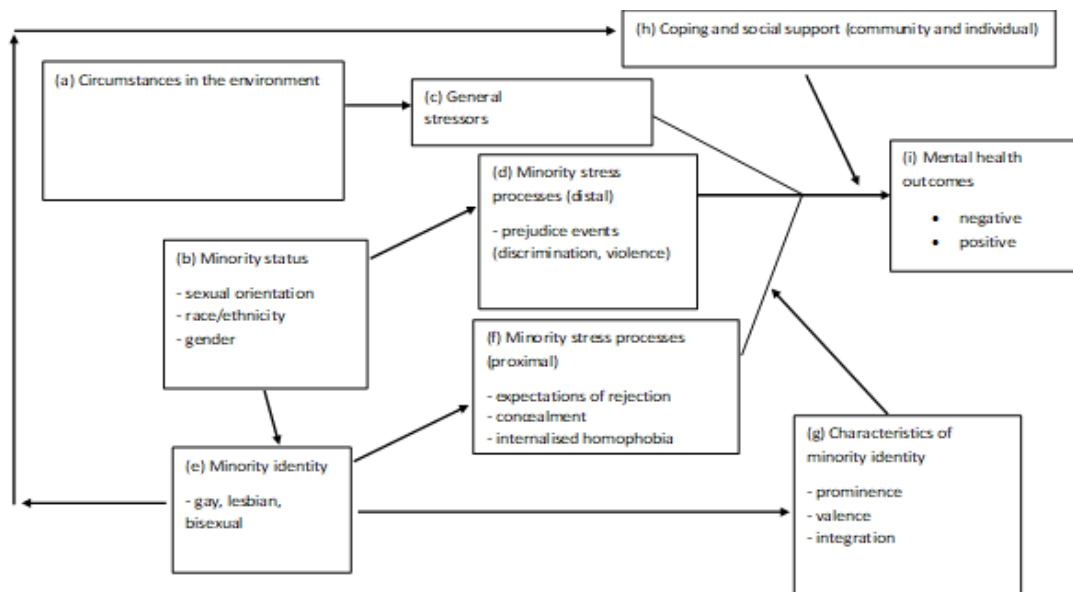 (h) Coping and social support (community and individual)
(a) Circumstances in the environment
(c) General
stressors
(d) Minority stress
processes (distal)
- prejudice events
(discrimination, violence)
(i) Mental health
outcomes
• negative
• positive
(b) Minority status
- sexual orientation
- race/ethnicity
- gender
(f) Minority stress processes
(proximal)
- expectations of rejection
- concealment
- internalised homophobia
(e) Minority identity
- gay, lesbian,
bisexual
(g) Characteristics of
minority identity
- prominence
- valence
- integration